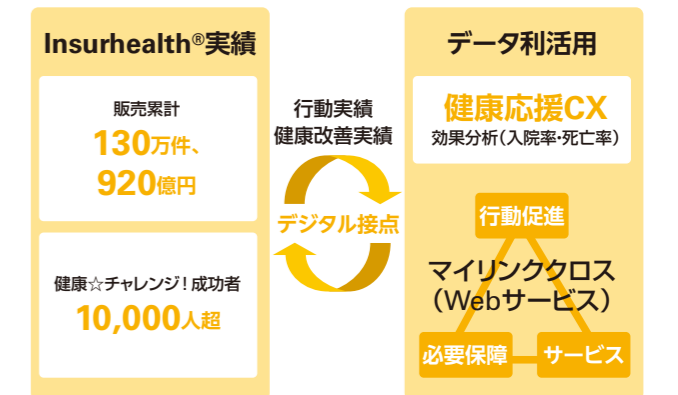 Insurhealth®実績
販売累計
130万件、
920億円
健康☆チャレンジ！成功者
10,000人超
行動実績
健康改善実績
デジタル接点
データ利活用
健康応援CX
効果分析（入院率・死亡率）
行動促進
マイリンククロス
（Webサービス）
必要保障
サービス